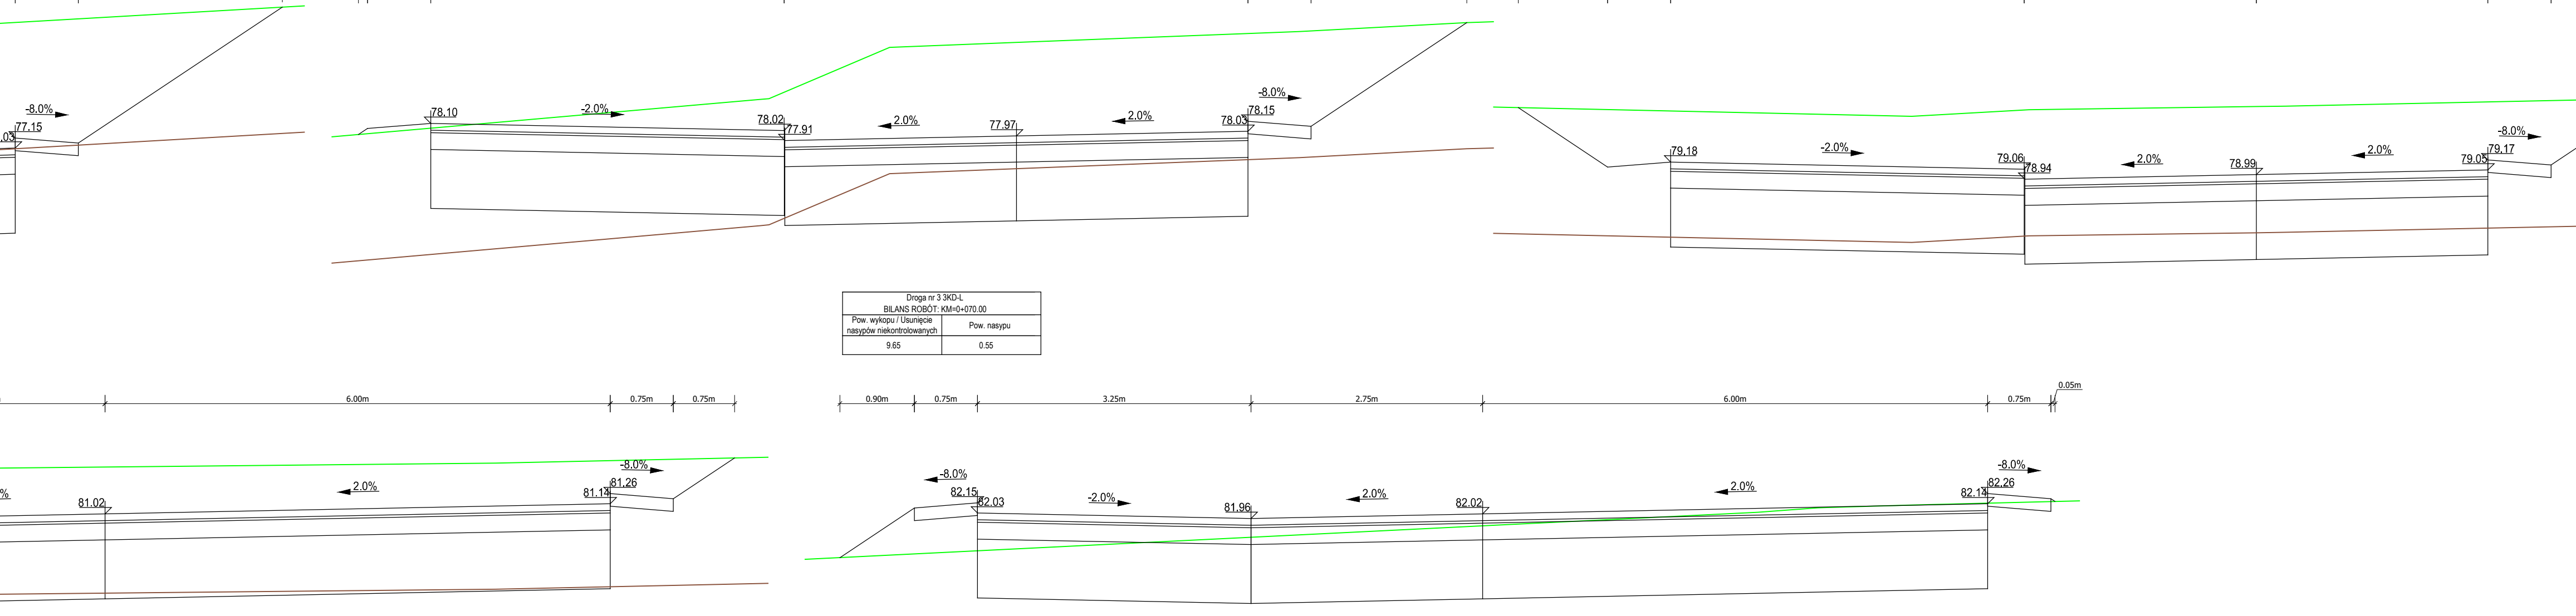 -8.0%
77.15
78.10
-2.0%
78.02
77.91
2.0%
77.97
2.0%
78.03
-8.0%
78.15
79.18
-2.0%
79.06
78.94
2.0%
78.99
2.0%
79.05
-8.0%
79.17
Droga nr 3 3KD-L
BILANS ROBÓT: KM=0+070.00
Pow. wykopu / Usunięcie
nasypów niekontrolowanych
Pow. nasypu
9.65
0.55
6.00m
0.75m
0.75m
0.90m
0.75m
3.25m
2.75m
6.00m
0.75m
0.05m
81.02
2.0%
81.14
-8.0%
81.26
-8.0%
82.15
82.03
-2.0%
81.96
2.0%
82.02
2.0%
82.14
-8.0%
82.26